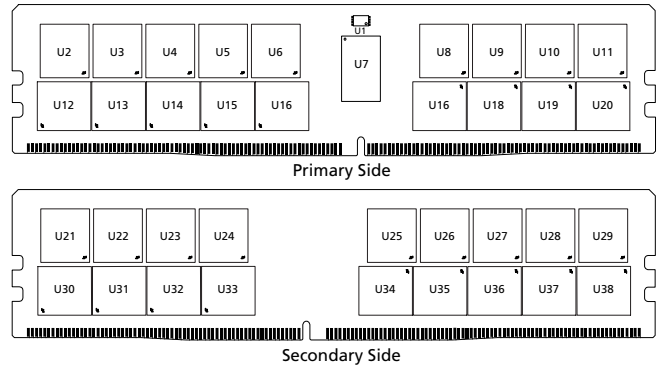 U1
U2 U3 U4 U5 U6 U7 U8 U9 U10 U11
U12 U13 U14 U15 U16 U16 U18 U19 U20
Primary Side
U21 U22 U23 U24 U25 U26 U27 U28 U29
U30 U31 U32 U33 U34 U35 U36 U37 U38
Secondary Side